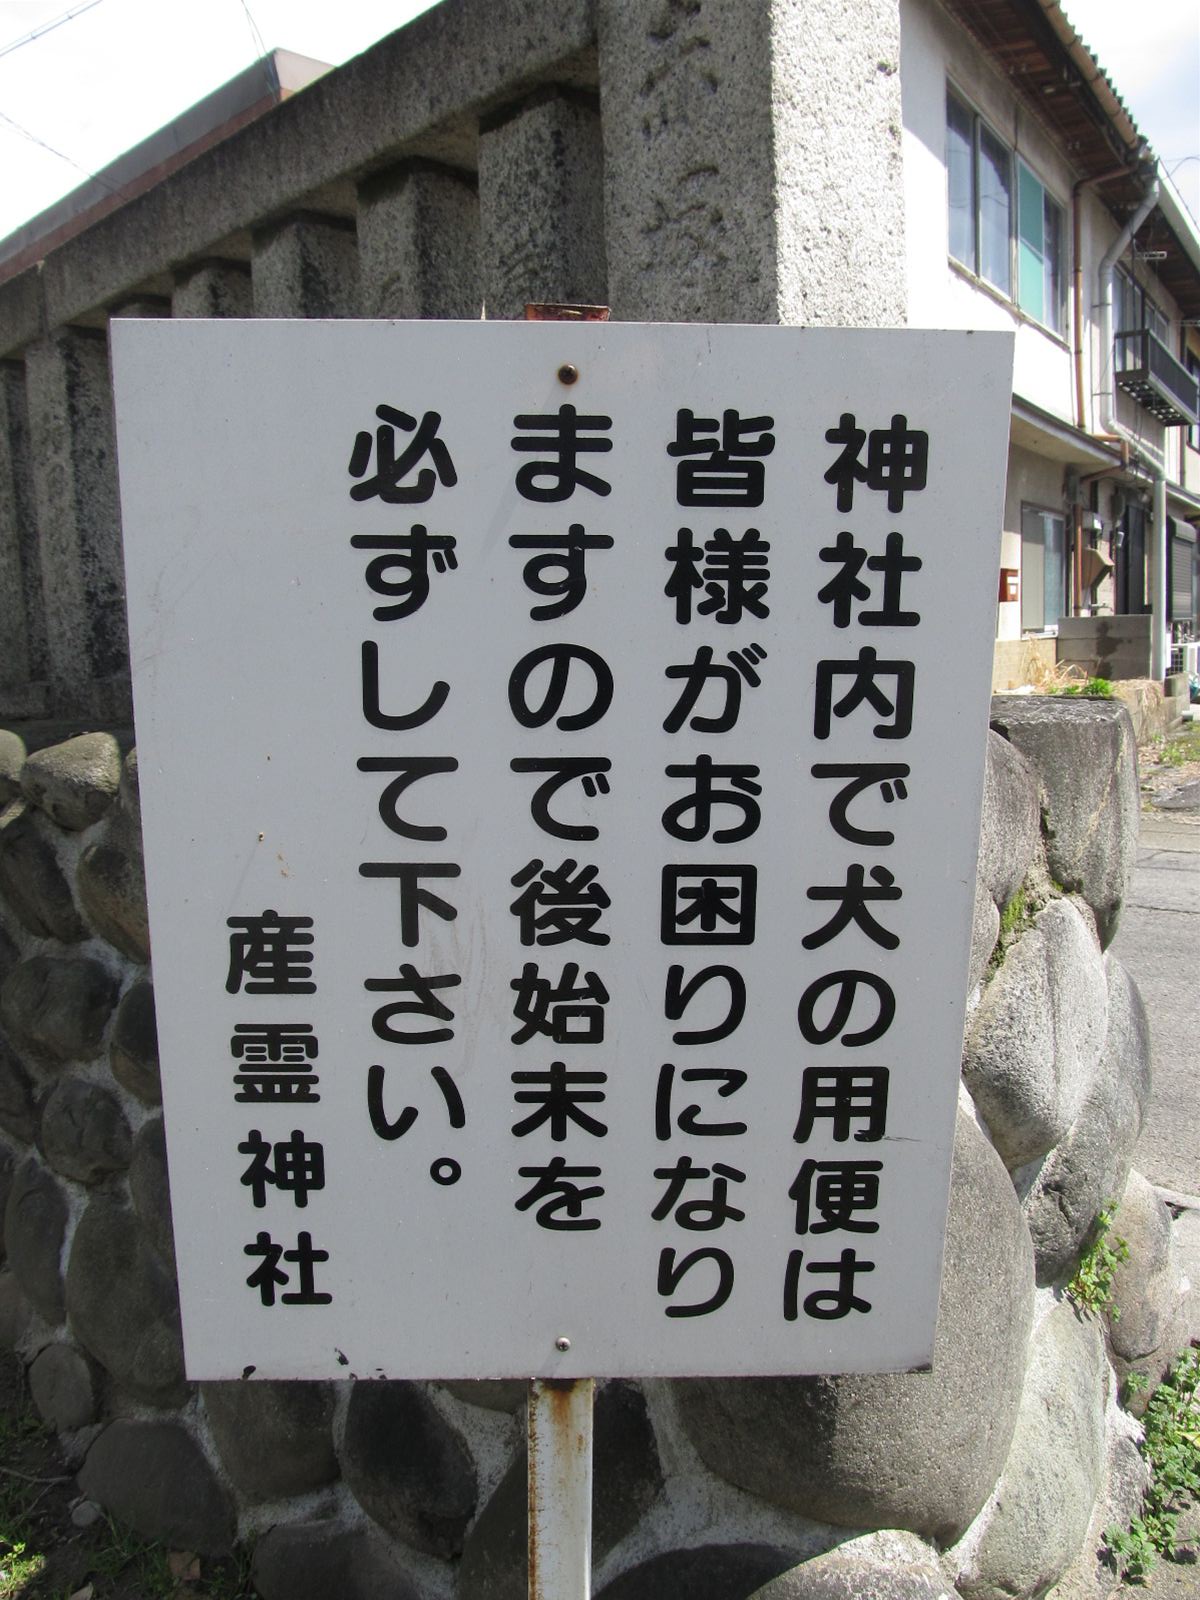 神社内で犬の用便は
皆様がお困りになり
ますので後始末を
必ずして下さい。
産霊神社